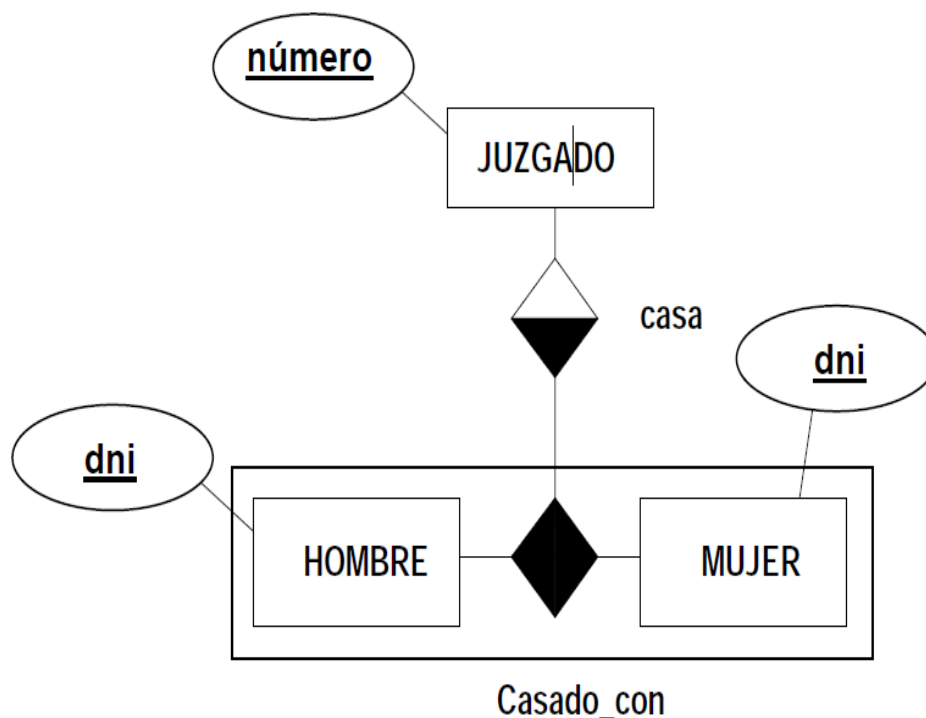 número
JUZGADO
casa
dni
dni
HOMBRE
MUJER
Casado_con